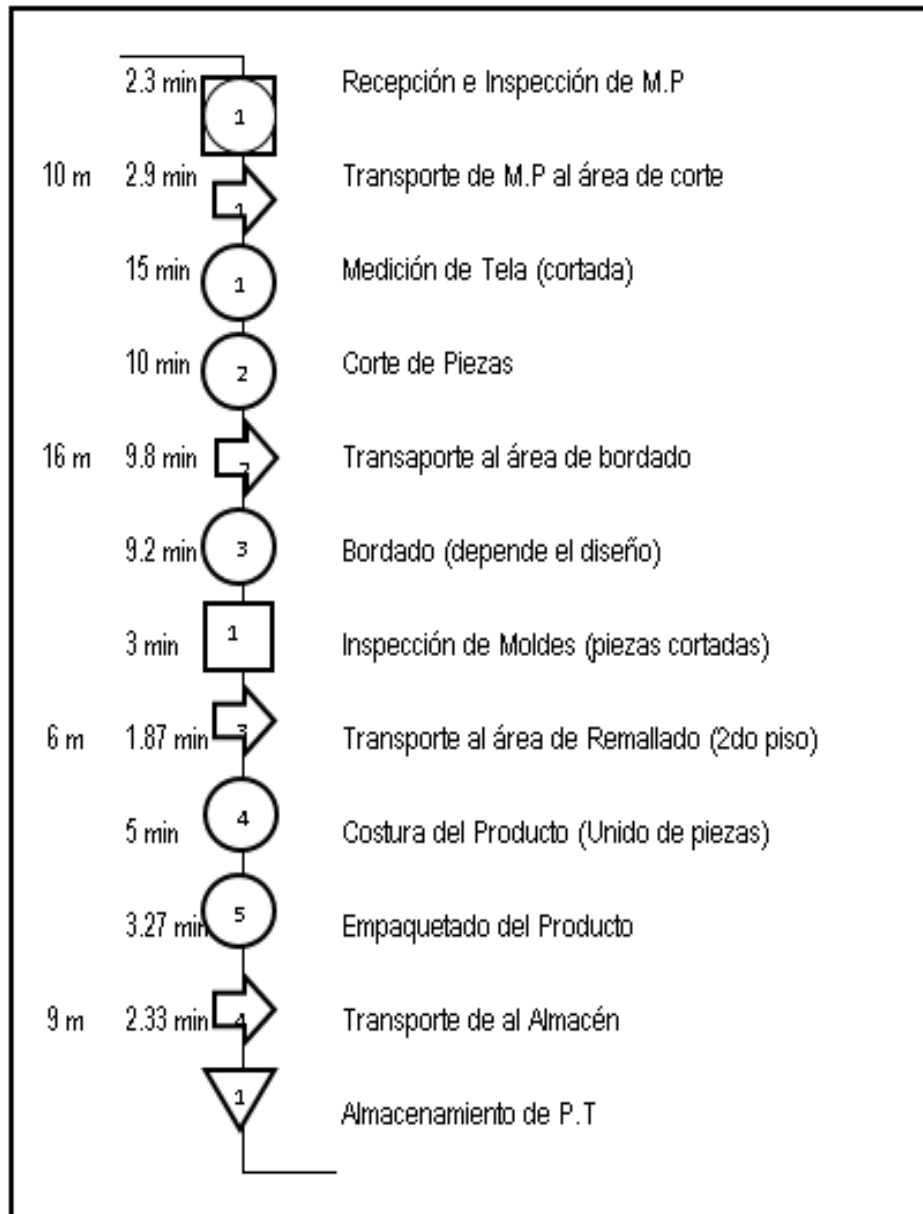 2.3 min 1 Recepción e Inspección de M.P
10 m 2.9 min 1 Transporte de M.P al área de corte
15 min 1 Medición de Tela (cortada)
10 min 2 Corte de Piezas
16 m 9.8 min 2 Transaporte al área de bordado
9.2 min 3 Bordado (depende el diseño)
3 min 1 Inspección de Moldes (piezas cortadas)
6 m 1.87 min 3 Transporte al área de Remallado (2do piso)
5 min 4 Costura del Producto (Unido de piezas)
3.27 min 5 Empaquetado del Producto
9 m 2.33 min 4 Transporte de al Almacén
1 Almacenamiento de P.T